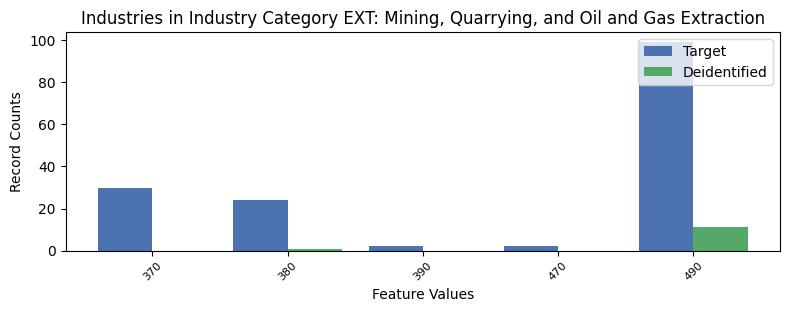 Industries in Industry Category EXT: Mining, Quarrying, and Oil and Gas Extraction
Target
Deidentified
Record Counts
100
80
60
40
20
0
370
380
390
470
490
Feature Values